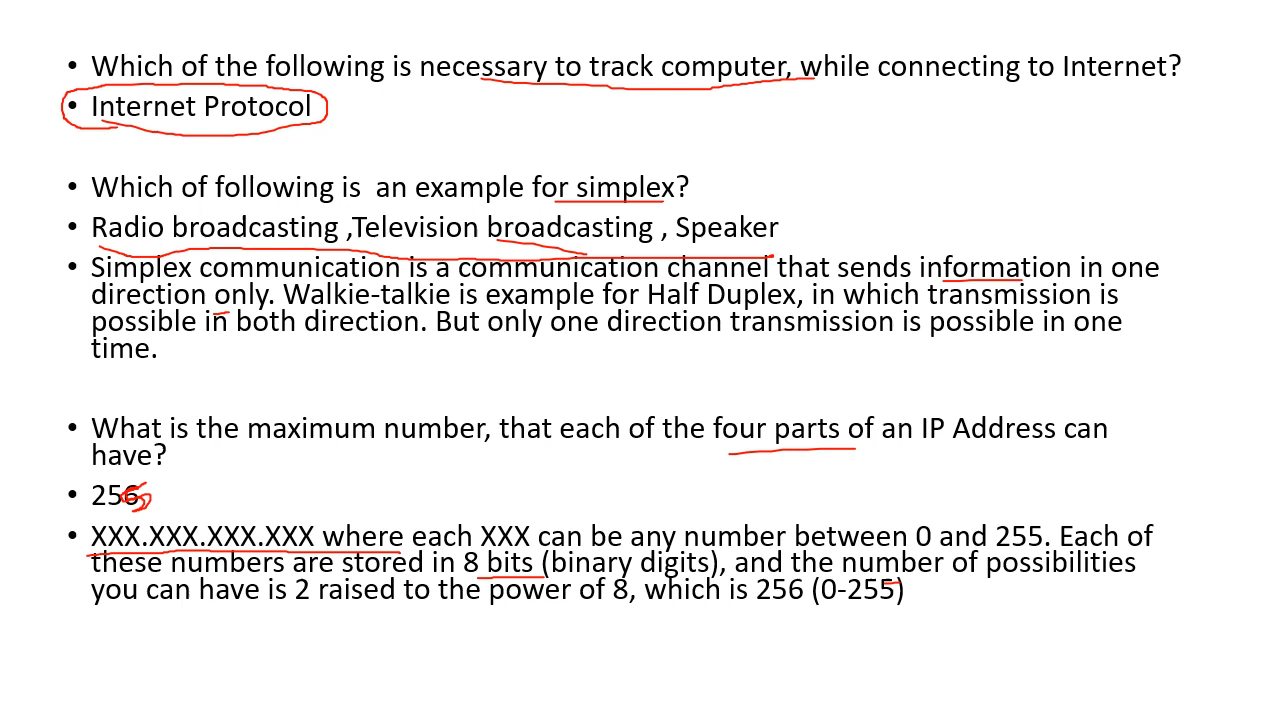 • Which of the following is necessary to track computer, while connecting to Internet?
• Internet Protocol
• Which of following is  an example for simplex?
• Radio broadcasting ,Television broadcasting , Speaker
• Simplex communication is a communication channel that sends information in one
direction only. Walkie-talkie is example for Half Duplex, in which transmission is
possible in both direction. But only one direction transmission is possible in one
time.
• What is the maximum number, that each of the four parts of an IP Address can
have?
• 256
• XXX.XXX.XXX.XXX where each XXX can be any number between 0 and 255. Each of
these numbers are stored in 8 bits (binary digits), and the number of possibilities
you can have is 2 raised to the power of 8, which is 256 (0-255)